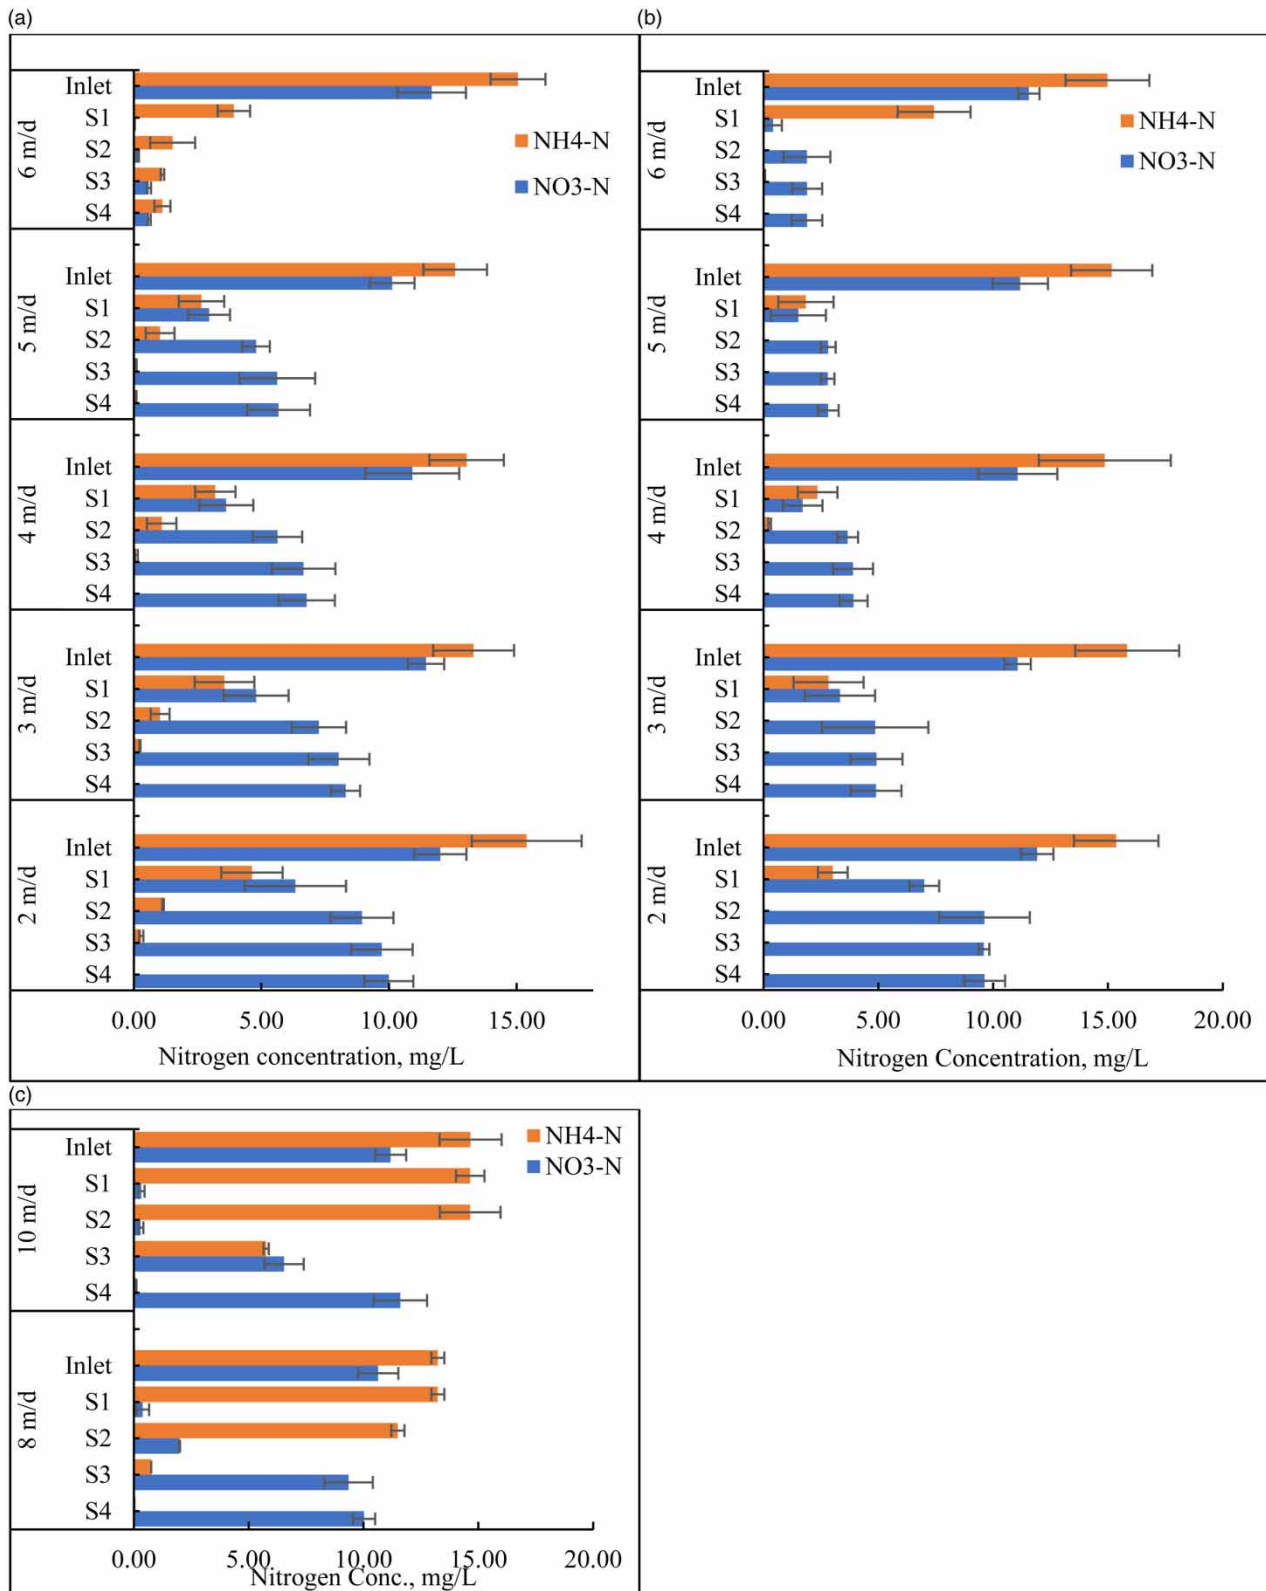 (a)
6 m/d
Inlet
S1
S2
S3
S4
NH4-N
NO3-N
5 m/d
Inlet
S1
S2
S3
S4
4 m/d
Inlet
S1
S2
S3
S4
3 m/d
Inlet
S1
S2
S3
S4
2 m/d
Inlet
S1
S2
S3
S4
0.00 5.00 10.00 15.00
Nitrogen concentration, mg/L
(b)
6 m/d
Inlet
S1
S2
S3
S4
NH4-N
NO3-N
5 m/d
Inlet
S1
S2
S3
S4
4 m/d
Inlet
S1
S2
S3
S4
3 m/d
Inlet
S1
S2
S3
S4
2 m/d
Inlet
S1
S2
S3
S4
0.00 5.00 10.00 15.00 20.00
Nitrogen Concentration, mg/L
(c)
10 m/d
Inlet
S1
S2
S3
S4
NH4-N
NO3-N
8 m/d
Inlet
S1
S2
S3
S4
0.00 5.00 10.00 15.00 20.00
Nitrogen Conc., mg/L